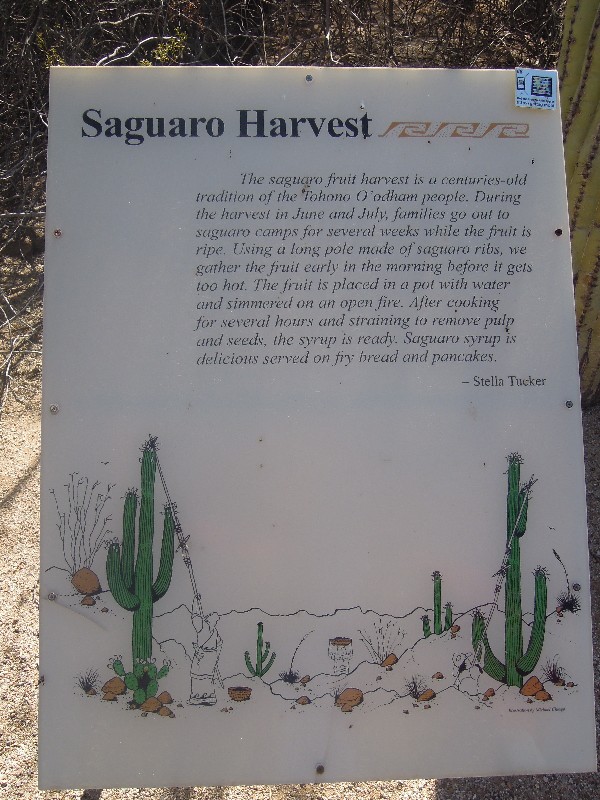 Saguaro Harvest
The saguaro fruit harvest is a centuries-old
tradition of the Tohono O'odham people. During
the harvest in June and July, families go out to
saguaro camps for several weeks while the fruit is
ripe. Using a long pole made of saguaro ribs, we
gather the fruit early in the morning before it gets
too hot. The fruit is placed in a pot with water
and simmered on an open fire. After cooking
for several hours and straining to remove pulp
and seeds, the syrup is ready. Saguaro syrup is
delicious served on fry bread and pancakes.
– Stella Tucker